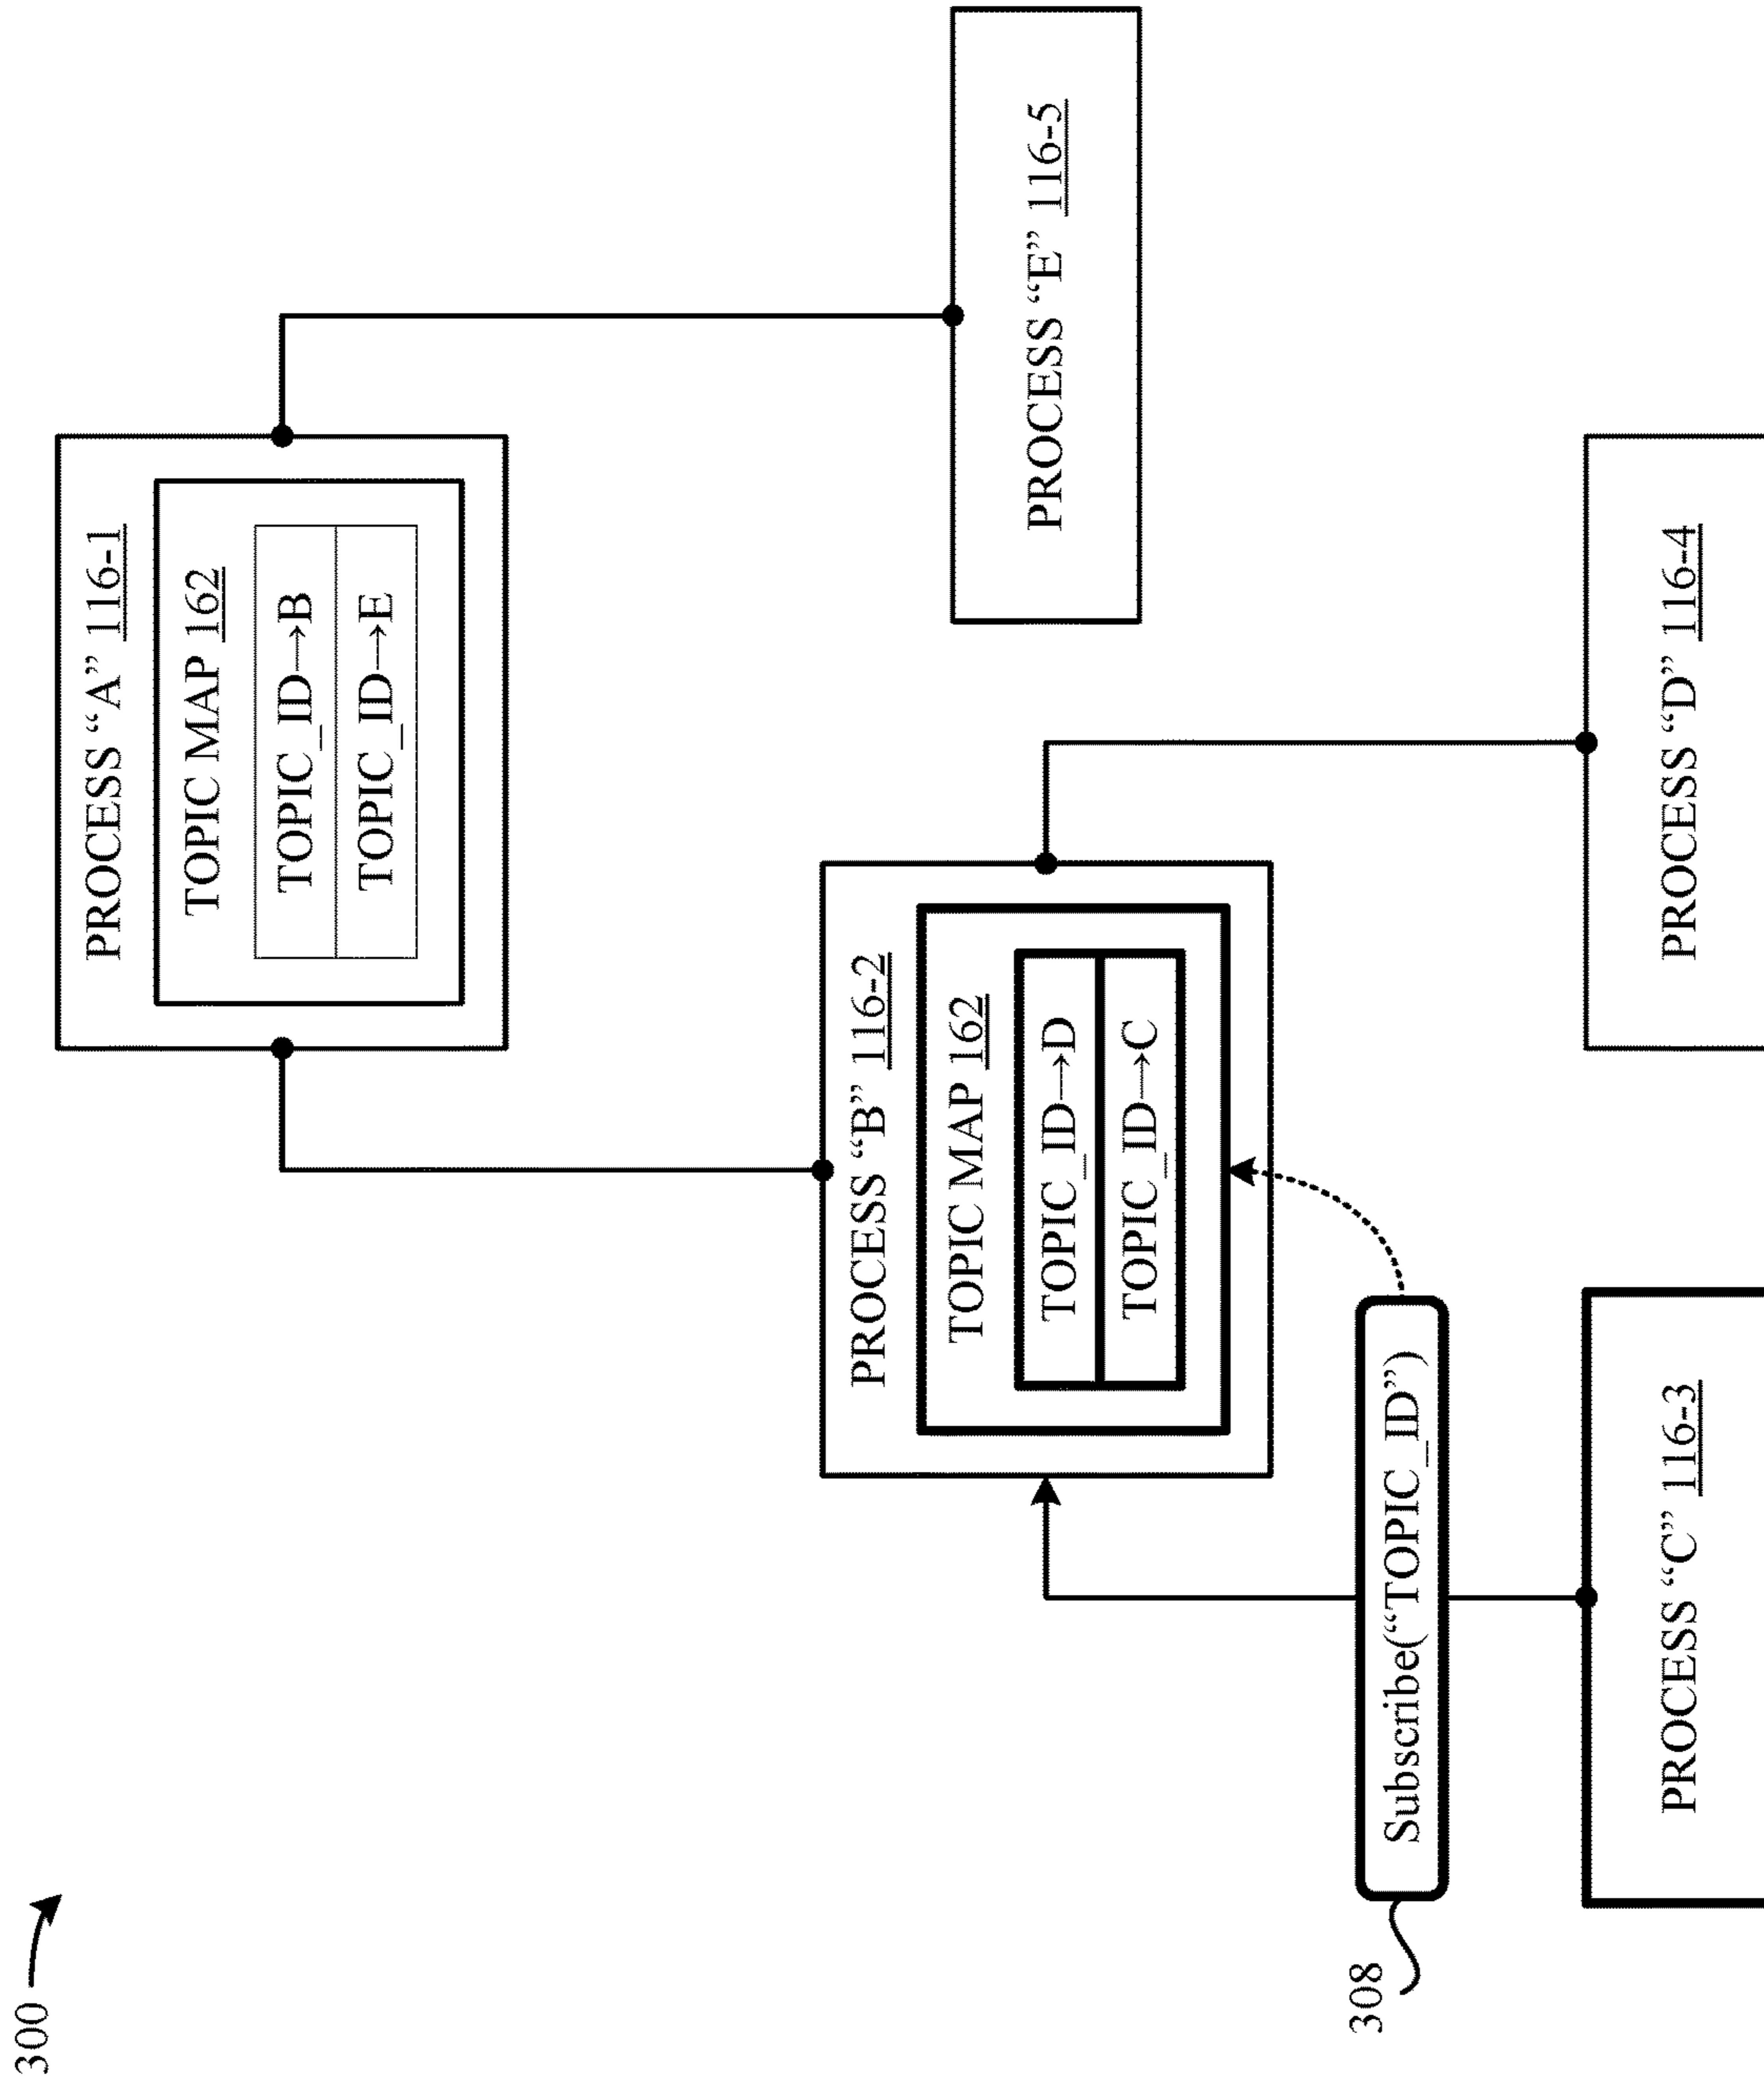 300
PROCESS “A” 116-1
TOPIC MAP 162
TOPIC_ID→B
TOPIC_ID→E
PROCESS “B” 116-2
TOPIC MAP 162
TOPIC_ID→D
TOPIC_ID→C
PROCESS “E” 116-5
308
Subscribe(“TOPIC_ID”)
PROCESS “C” 116-3
PROCESS “D” 116-4